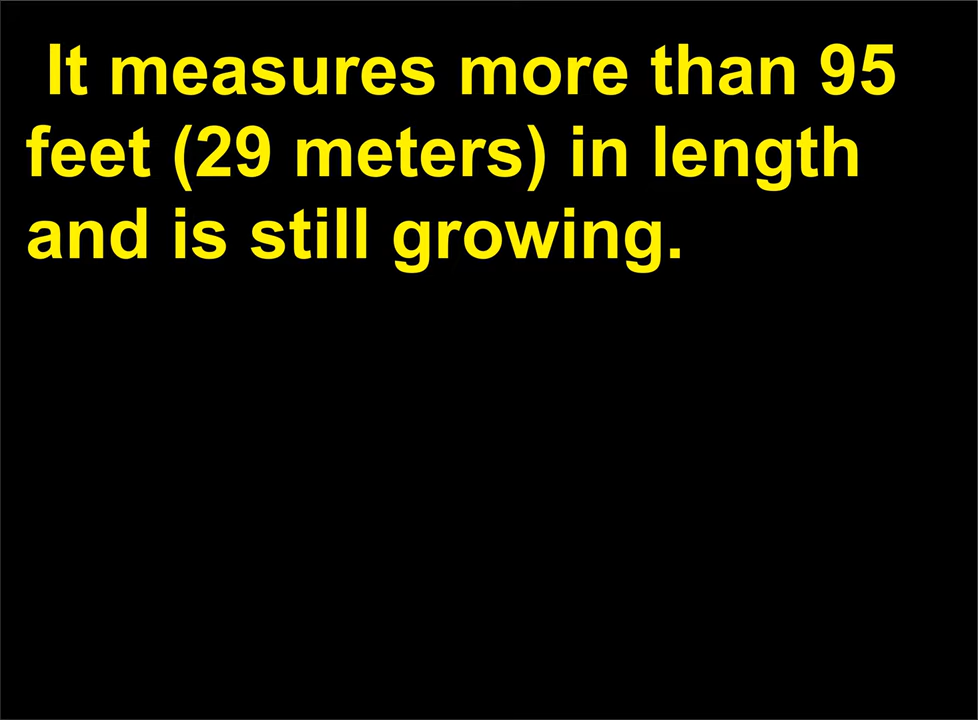 It measures more than 95
feet (29 meters) in length
and is still growing.